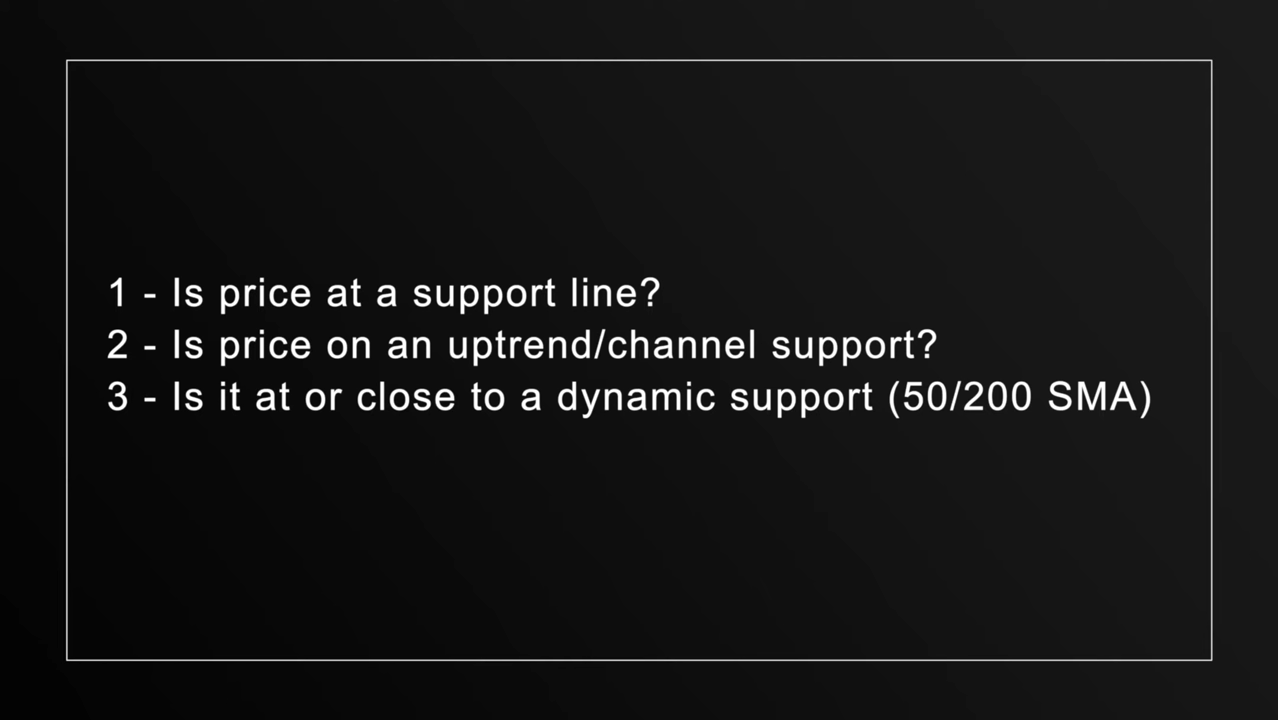 1 - Is price at a support line?
2 - Is price on an uptrend/channel support?
3 - Is it at or close to a dynamic support (50/200 SMA)